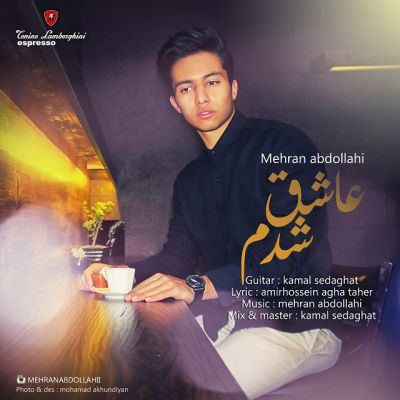 Tonino Lamborghini
espresso
Mehran abdollahi
عاشق
شدم
Guitar : kamal sedaghat
Lyric : amirhossein agha taher
Music : mehran abdollahi
Mix & master : kamal sedaghat
MEHRANABDOLLAHII
Photo & des : mohamad akhundiyan